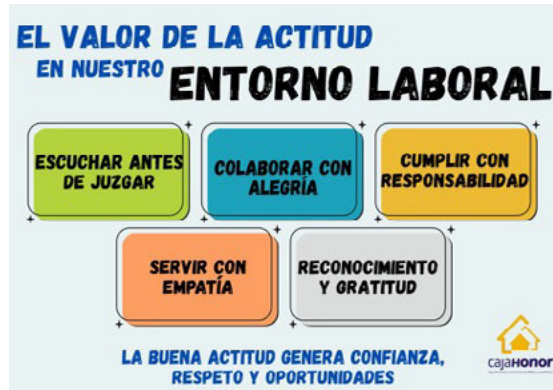 EL VALOR DE LA ACTITUD
EN NUESTRO ENTORNO LABORAL
ESCUCHAR ANTES
DE JUZGAR
COLABORAR CON
ALEGRÍA
CUMPLIR CON
RESPONSABILIDAD
SERVIR CON
EMPATÍA
RECONOCIMIENTO
Y GRATITUD
LA BUENA ACTITUD GENERA CONFIANZA,
RESPETO Y OPORTUNIDADES
cajaHonor